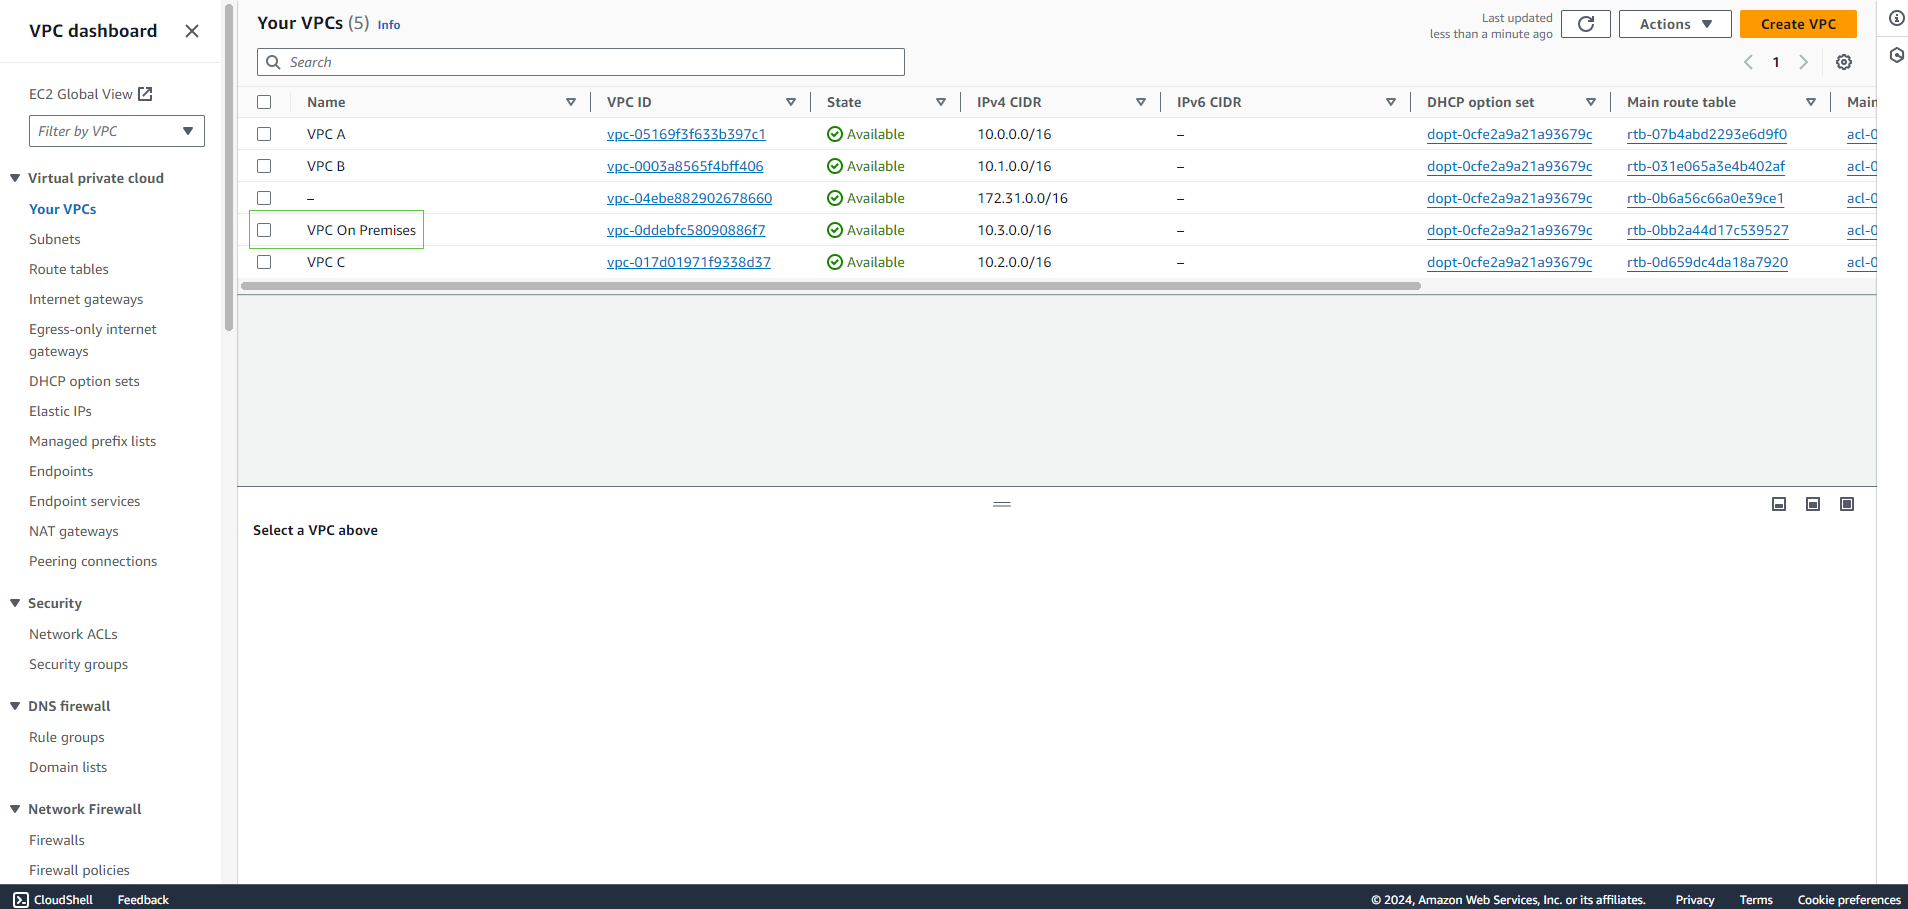 VPC dashboard
EC2 Global View
Filter by VPC
Virtual private cloud
Your VPCs
Subnets
Route tables
Internet gateways
Egress-only internet
gateways
DHCP option sets
Elastic IPs
Managed prefix lists
Endpoints
Endpoint services
NAT gateways
Peering connections
Security
Network ACLs
Security groups
DNS firewall
Rule groups
Domain lists
Network Firewall
Firewalls
Firewall policies
Your VPCs (5) Info
Last updated
less than a minute ago
Actions
Create VPC
Search
1
Name VPC ID State IPv4 CIDR IPv6 CIDR DHCP option set Main route table Main
VPC A vpc-05169f3f633b397c1 Available 10.0.0.0/16 – dopt-0cfe2a9a21a93679c rtb-07b4abd2293e6d9f0 acl-0
VPC B vpc-0003a8565f4bff406 Available 10.1.0.0/16 – dopt-0cfe2a9a21a93679c rtb-031e065a3e4b402af acl-0
– vpc-04ebe882902678660 Available 172.31.0.0/16 – dopt-0cfe2a9a21a93679c rtb-0b6a56c66a0e39ce1 acl-0
VPC On Premises vpc-0ddebfc58090886f7 Available 10.3.0.0/16 – dopt-0cfe2a9a21a93679c rtb-0bb2a44d17c539527 acl-0
VPC C vpc-017d01971f9338d37 Available 10.2.0.0/16 – dopt-0cfe2a9a21a93679c rtb-0d659dc4da18a7920 acl-0
Select a VPC above
CloudShell Feedback © 2024, Amazon Web Services, Inc. or its affiliates. Privacy Terms Cookie preferences